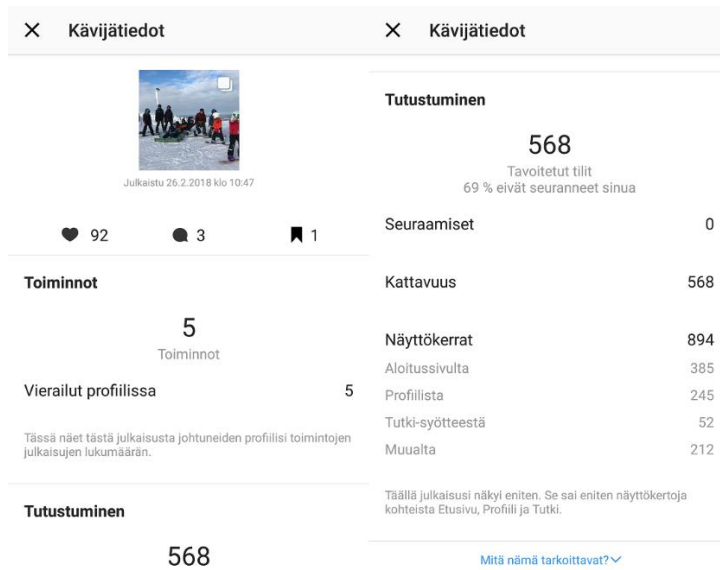 Kävijätiedot
Julkaistu 26.2.2018 klo 10:47
92 3 1
Toiminnot
5
Toiminnot
Vierailut profiilissa 5
Tässä näet tästä julkaisusta johtuneiden profiilisi toimintojen
julkaisujen lukumäärän.
Tutustuminen
568
Kävijätiedot
Tutustuminen
568
Tavoitetut tilit
69 % eivät seuranneet sinua
Seuraamiset 0
Kattavuus 568
Näyttökerrat 894
Aloitussivulta 385
Profiilista 245
Tutki-syötteestä 52
Muualta 212
Täällä julkaisusi näkyi eniten. Se sai eniten näyttökertoja
kohteista Etusivu, Profiili ja Tutki.
Mitä nämä tarkoittavat?